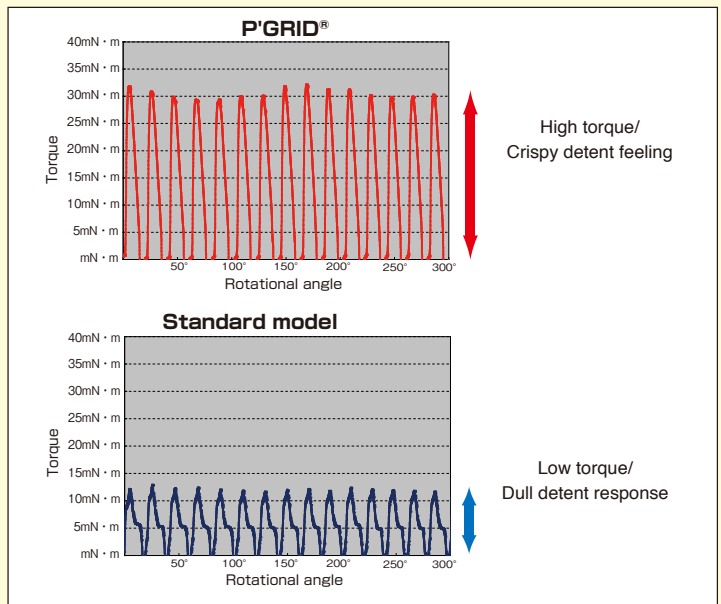 P'GRID®
40mN・m
35mN・m
30mN・m
25mN・m
20mN・m
15mN・m
10mN・m
5mN・m
mN・m
Torque
50°
100°
150°
200°
250°
300°
Rotational angle
High torque/
Crispy detent feeling
Standard model
40mN・m
35mN・m
30mN・m
25mN・m
20mN・m
15mN・m
10mN・m
5mN・m
mN・m
Torque
50°
100°
150°
200°
250°
300°
Rotational angle
Low torque/
Dull detent response